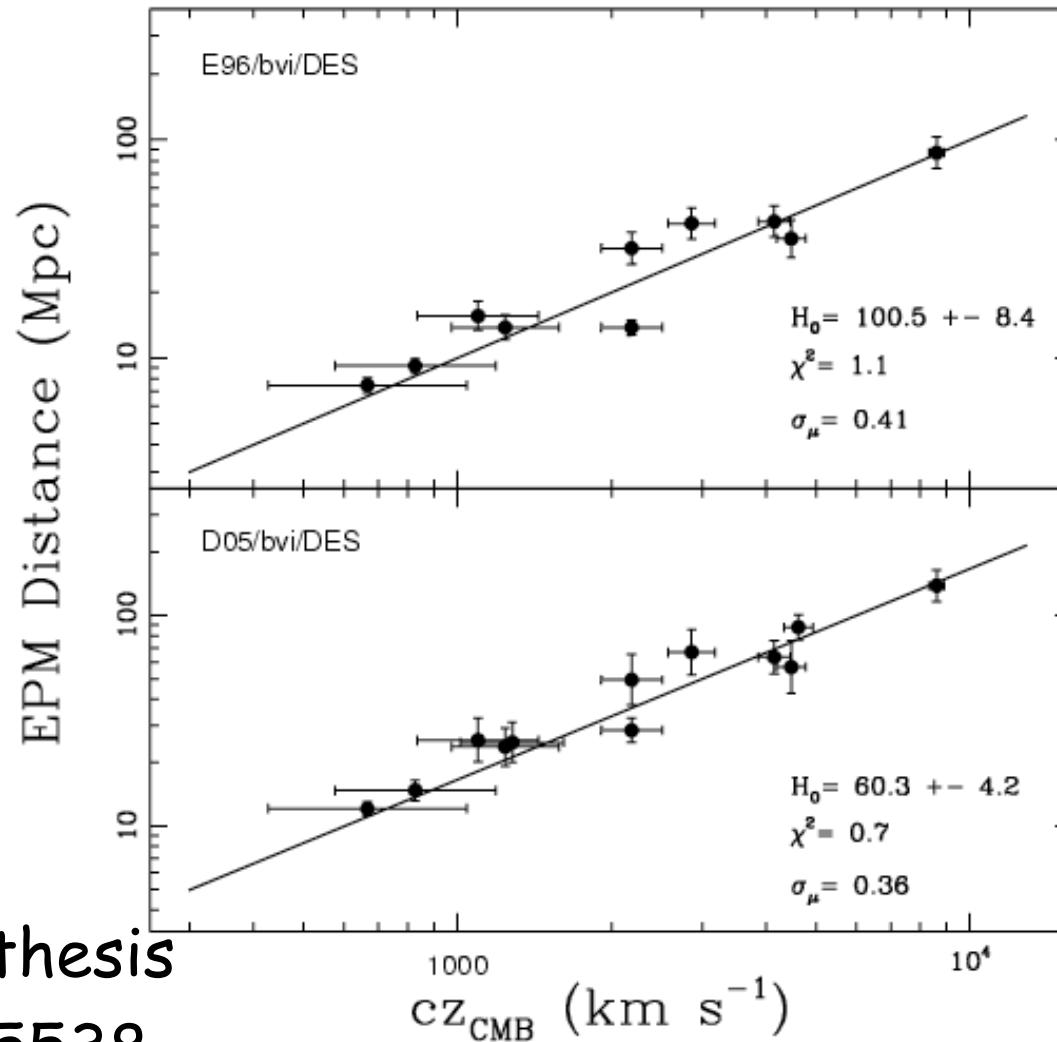 E96/bvi/DES
100
10
H₀= 100.5 +- 8.4
χ²= 1.1
σ_μ= 0.41
EPM Distance (Mpc)
D05/bvi/DES
100
10
H₀= 60.3 +- 4.2
χ²= 0.7
σ_μ= 0.36
1000
10⁴
cz_CMB (km s⁻¹)
thesis